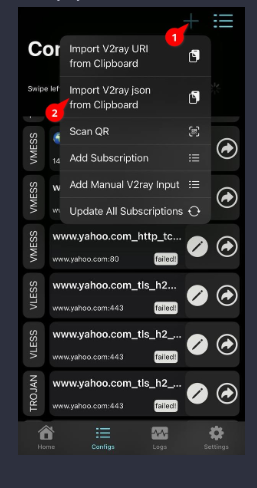 1
Cor
Import V2ray URI
from Clipboard
Swipe lef
Import V2ray json
from Clipboard
2
Scan QR
VMESS
14
Add Subscription
Add Manual V2ray Input
VMESS
w
ww
Update All Subscriptions
VMESS
www.yahoo.com_http_tc...
www.yahoo.com:80
failed!
VLESS
www.yahoo.com_tls_h2...
www.yahoo.com:443
failed!
VLESS
www.yahoo.com_tls_h2_...
www.yahoo.com:443
failed!
TROJAN
www.yahoo.com_tls_h2_...
www.yahoo.com:443
failed!
Home
Configs
Logs
Settings